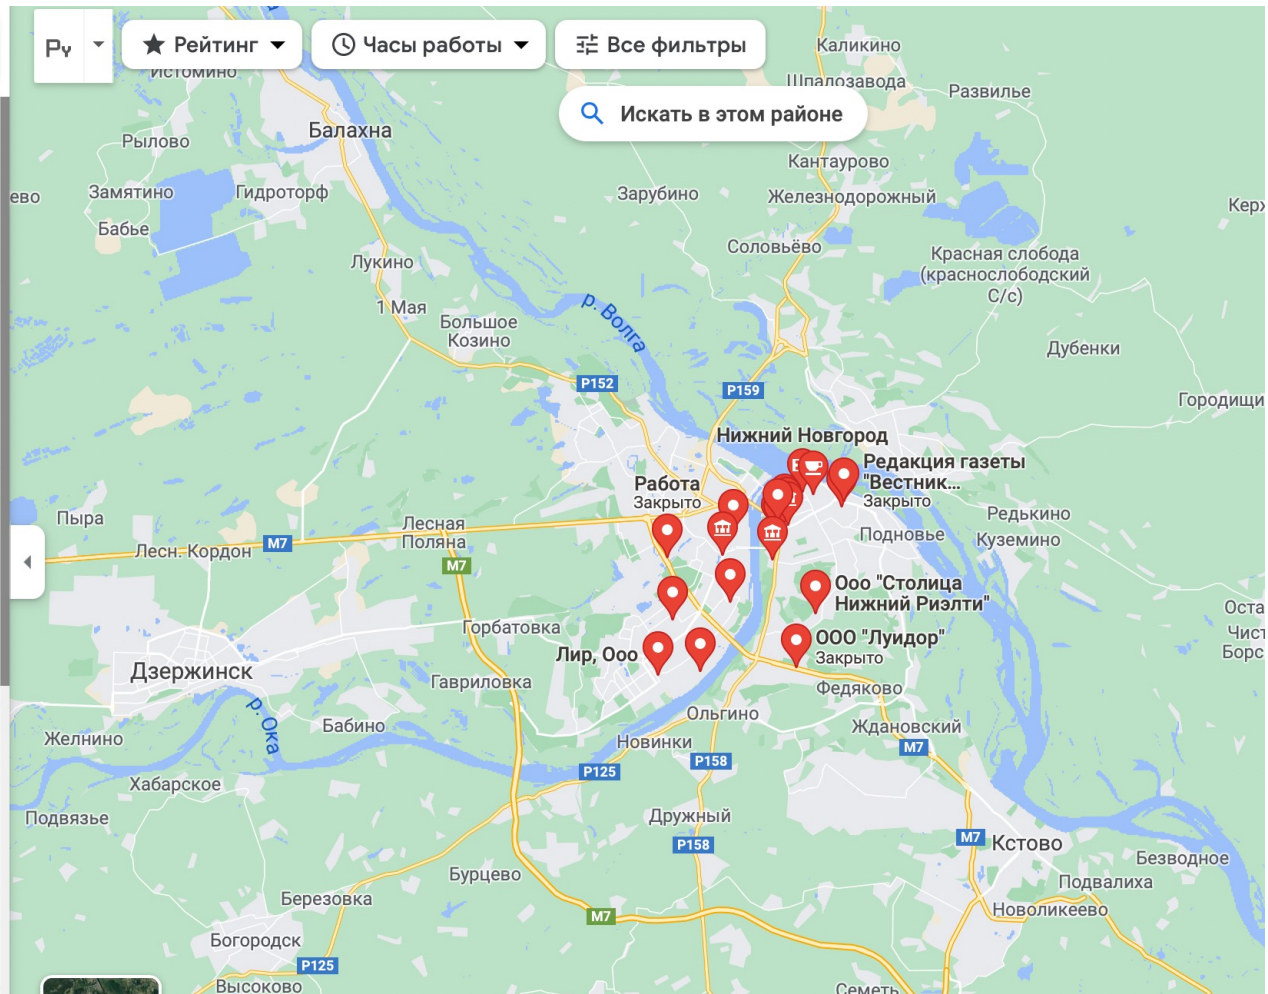 Ру
Рейтинг
Часы работы
Все фильтры
Искать в этом районе
Каликино
Истомино
Шпалозавода
Развилье
Балахна
Рылово
Кантаурово
Замятино
Гидроторф
Зарубино
Железнодорожный
ево
Керж
Бабье
Соловьёво
Лукино
Красная слобода
(краснослободский
С/с)
1 Мая
р. Волга
Большое
Козино
Дубенки
Р152
Р159
Городищи
Нижний Новгород
Редакция газеты
"Вестник...
Закрыто
Работа
Закрыто
Пыра
Лесная
Поляна
Редькино
Подновье
Куземино
Лесн. Кордон
М7
М7
Ооо "Столица
Нижний Риэлти"
Оста
Чист
Борс
Горбатовка
ООО "Луидор"
Закрыто
Лир, Ооо
Дзержинск
Гавриловка
Федяково
р. Ока
Бабино
Ольгино
Ждановский
Желнино
Новинки
М7
Р158
Р125
Хабарское
Подвязье
Дружный
Р158
М7
Кстово
Безводное
Бурцево
Подвалиха
Березовка
М7
Новоликеево
Богородск
Р125
Высоково
Семеть